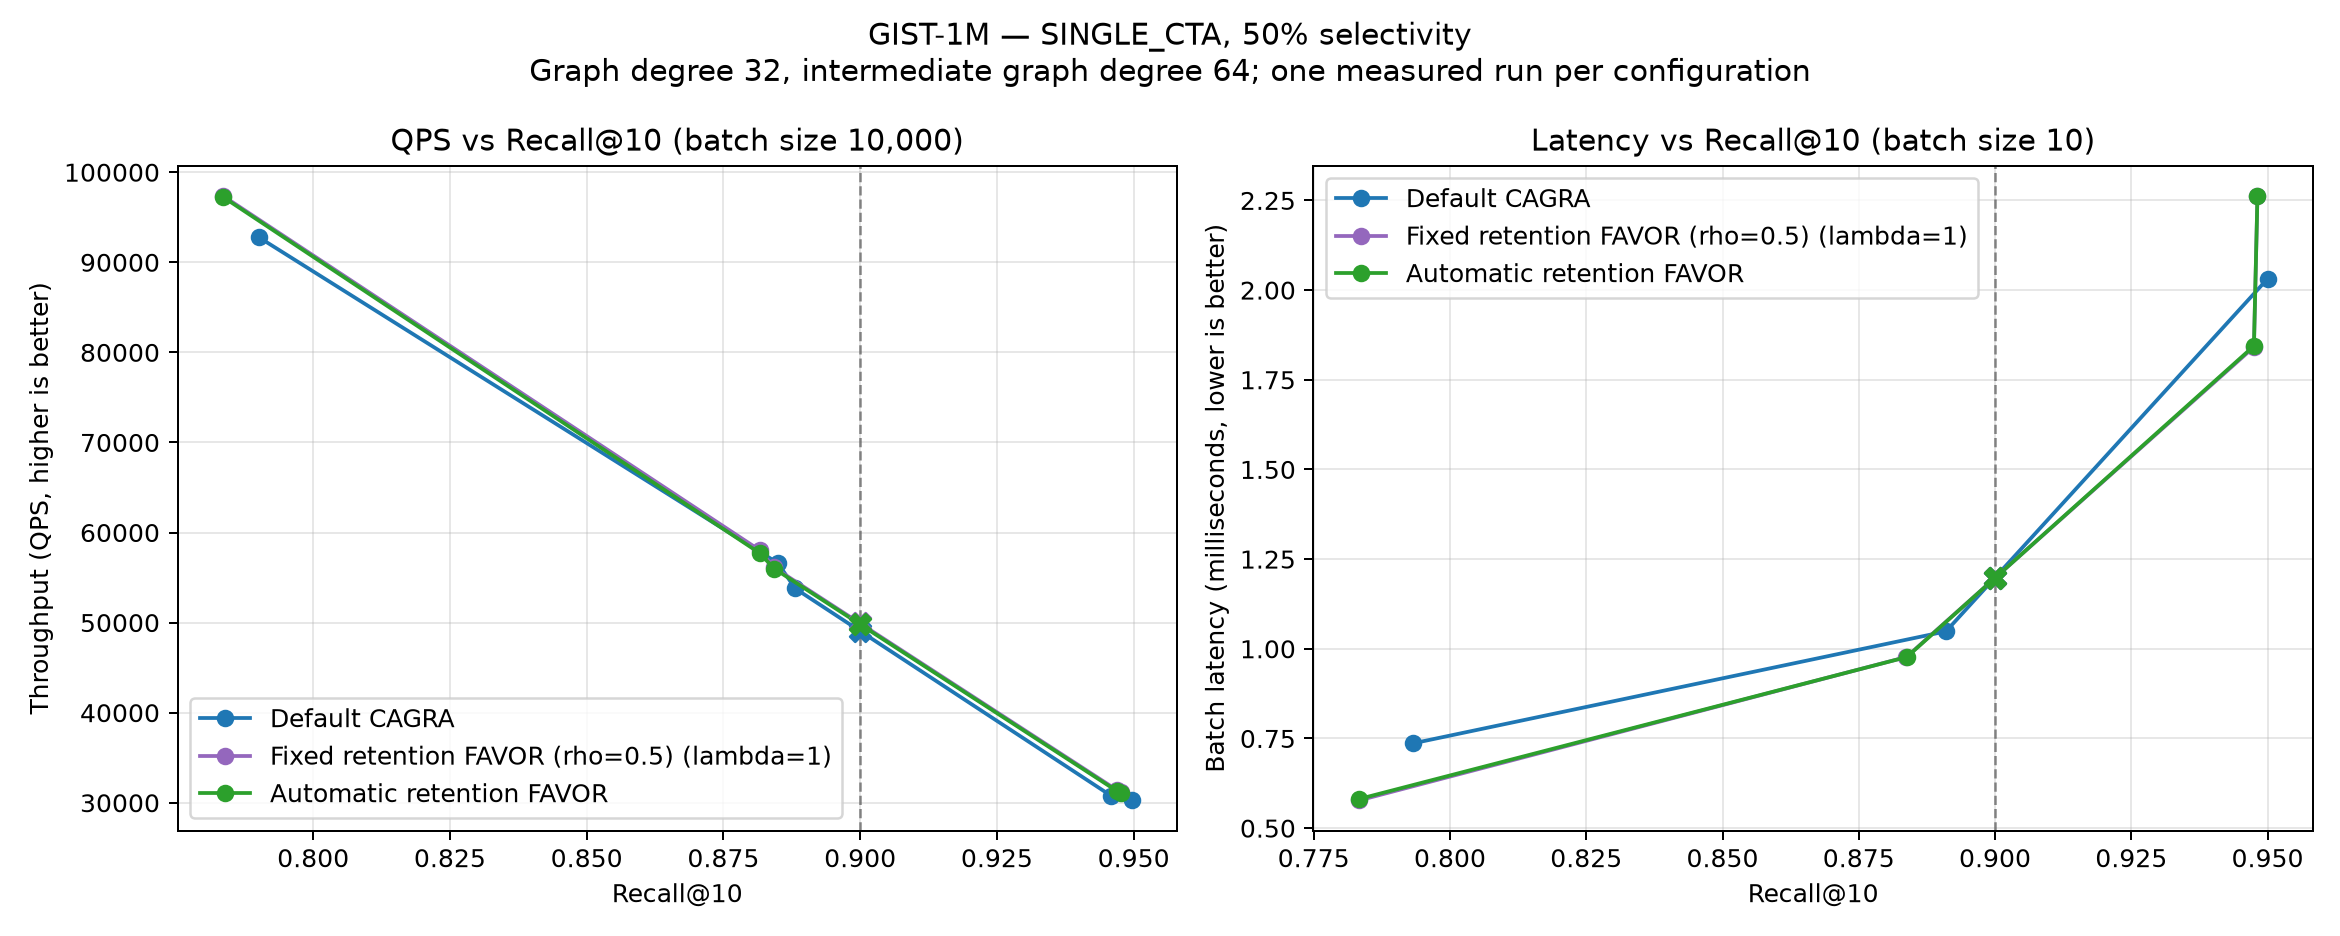 GIST-1M — SINGLE_CTA, 50% selectivity
Graph degree 32, intermediate graph degree 64; one measured run per configuration
QPS vs Recall@10 (batch size 10,000)
Throughput (QPS, higher is better)
100000
90000
80000
70000
60000
50000
40000
30000
Default CAGRA
Fixed retention FAVOR (rho=0.5) (lambda=1)
Automatic retention FAVOR
0.800
0.825
0.850
0.875
0.900
0.925
0.950
Recall@10
Latency vs Recall@10 (batch size 10)
Batch latency (milliseconds, lower is better)
2.25
2.00
1.75
1.50
1.25
1.00
0.75
0.50
Default CAGRA
Fixed retention FAVOR (rho=0.5) (lambda=1)
Automatic retention FAVOR
0.775
0.800
0.825
0.850
0.875
0.900
0.925
0.950
Recall@10